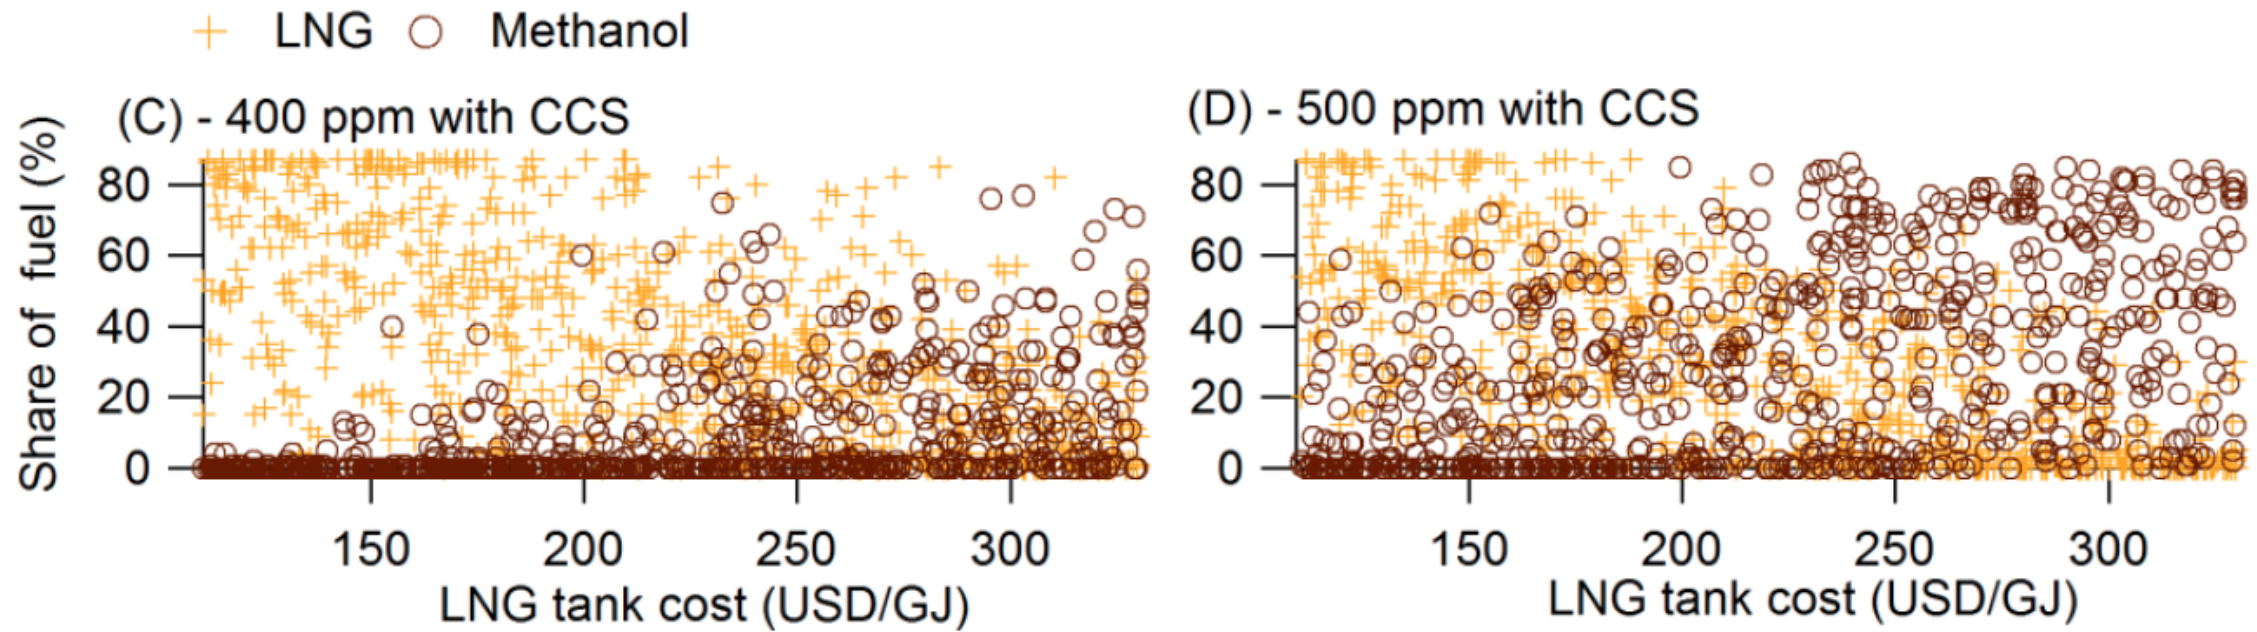 LNG Methanol
(C) - 400 ppm with CCS
Share of fuel (%)
80
60
40
20
0
150 200 250 300
LNG tank cost (USD/GJ)
(D) - 500 ppm with CCS
80
60
40
20
0
150 200 250 300
LNG tank cost (USD/GJ)